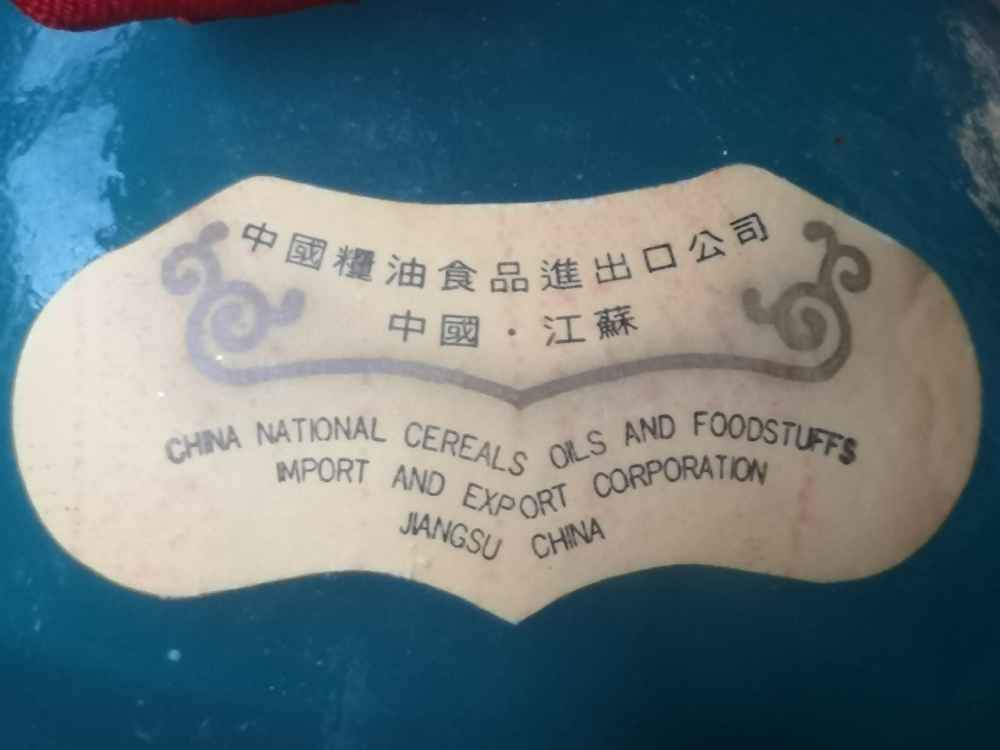 中國糧油食品進出口公司
中國·江蘇
CHINA NATIONAL CEREALS OILS AND FOODSTUFFS
IMPORT AND EXPORT CORPORATION
JIANGSU CHINA